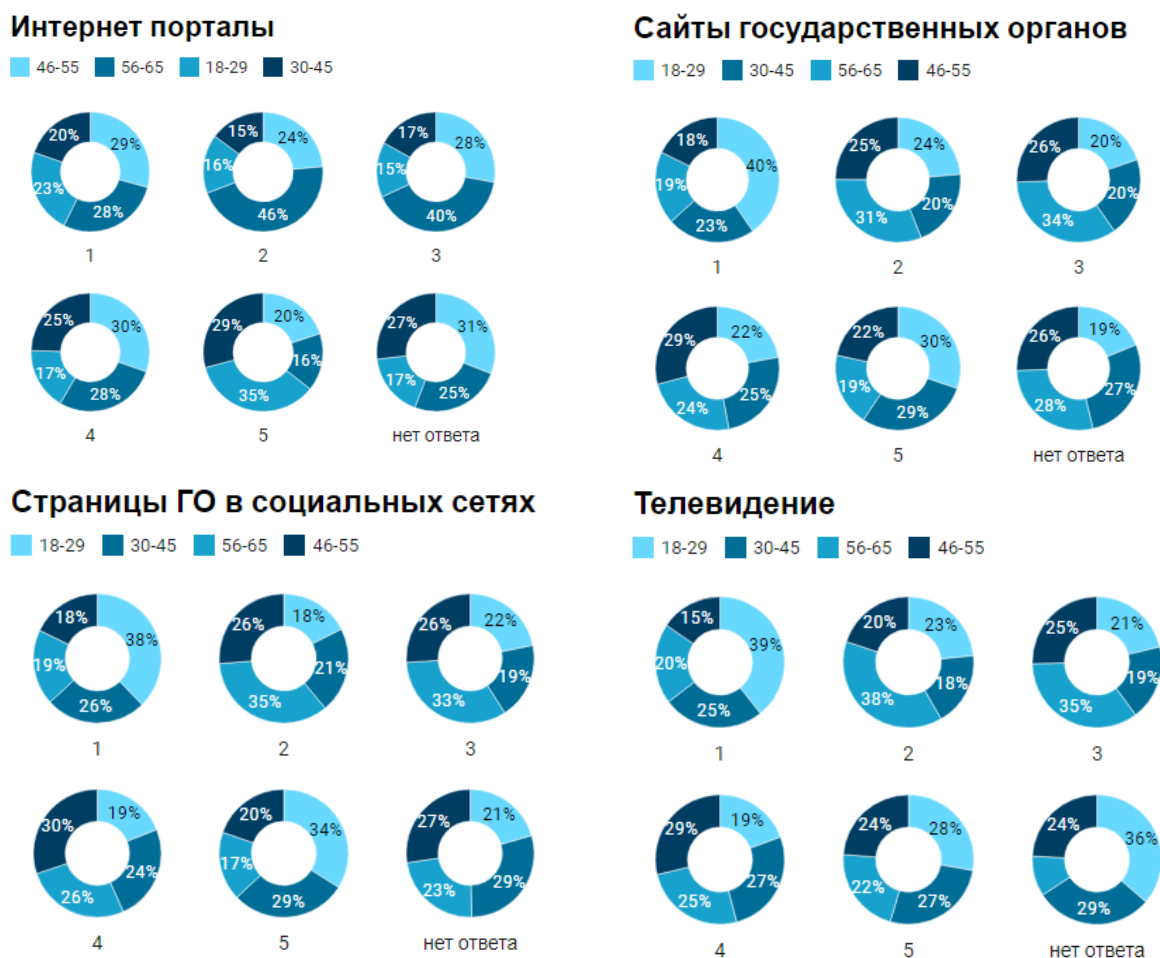 Интернет порталы
46-55 56-65 18-29 30-45
20% 29% 23% 28%
1
15% 24% 16% 46%
2
17% 28% 15% 40%
3
25% 30% 17% 28%
4
29% 20% 16% 35%
5
27% 31% 17% 25%
нет ответа
Сайты государственных органов
18-29 30-45 56-65 46-55
18% 40% 19% 23%
1
25% 24% 20% 31%
2
26% 20% 20% 34%
3
29% 22% 25% 24%
4
22% 30% 19% 29%
5
26% 19% 27% 28%
нет ответа
Страницы ГО в социальных сетях
18-29 30-45 56-65 46-55
18% 38% 19% 26%
1
26% 18% 21% 35%
2
26% 22% 19% 33%
3
30% 19% 24% 26%
4
20% 34% 17% 29%
5
27% 21% 29% 23%
нет ответа
Телевидение
18-29 30-45 56-65 46-55
15% 39% 20% 25%
1
20% 23% 18% 38%
2
25% 21% 19% 35%
3
29% 19% 27% 25%
4
24% 28% 22% 27%
5
24% 36% 29%
нет ответа